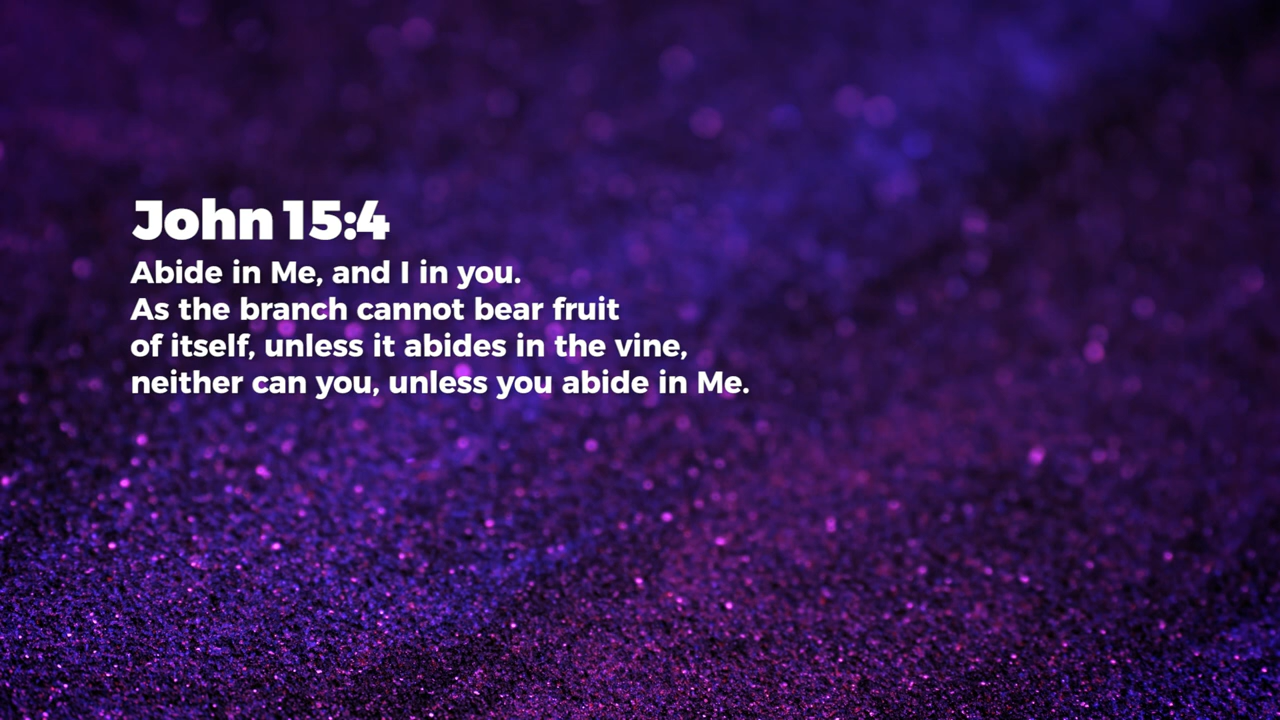 John 15:4
Abide in Me, and I in you.
As the branch cannot bear fruit
of itself, unless it abides in the vine,
neither can you, unless you abide in Me.